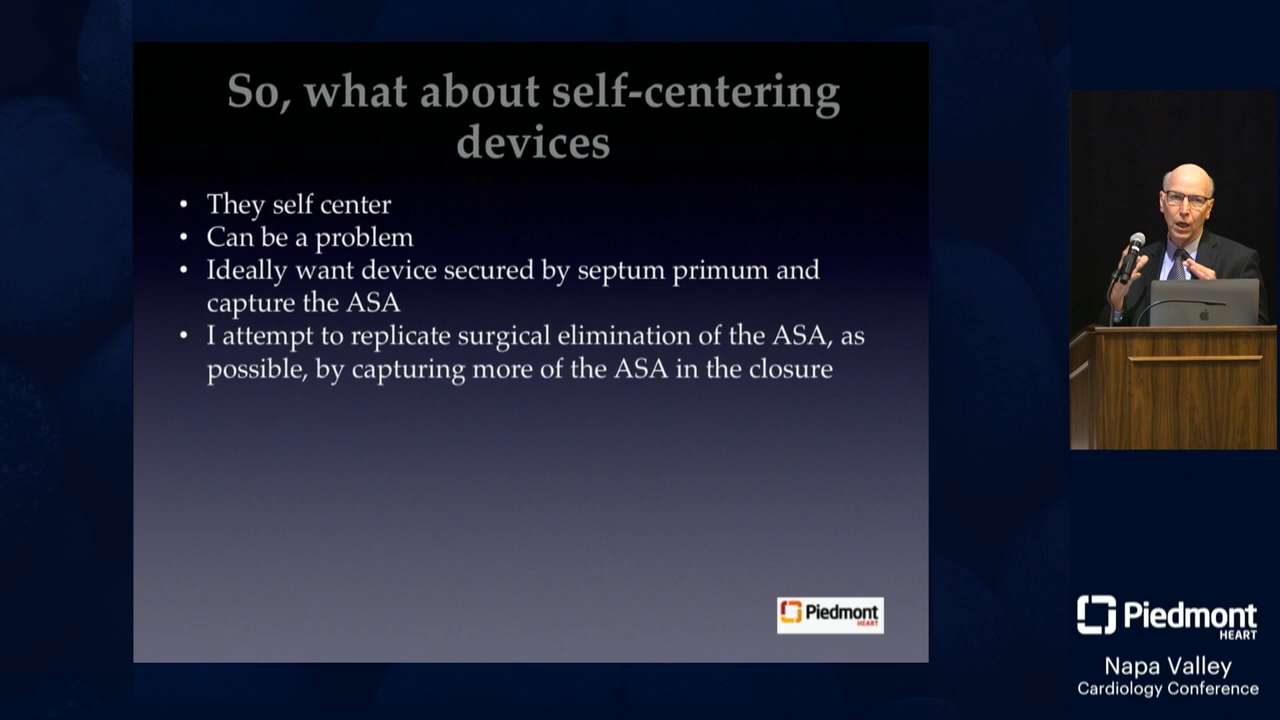 So, what about self-centering
devices
• They self center
• Can be a problem
• Ideally want device secured by septum primum and
capture the ASA
• I attempt to replicate surgical elimination of the ASA, as
possible, by capturing more of the ASA in the closure
Piedmont
HEART
Piedmont
HEART
Napa Valley
Cardiology Conference